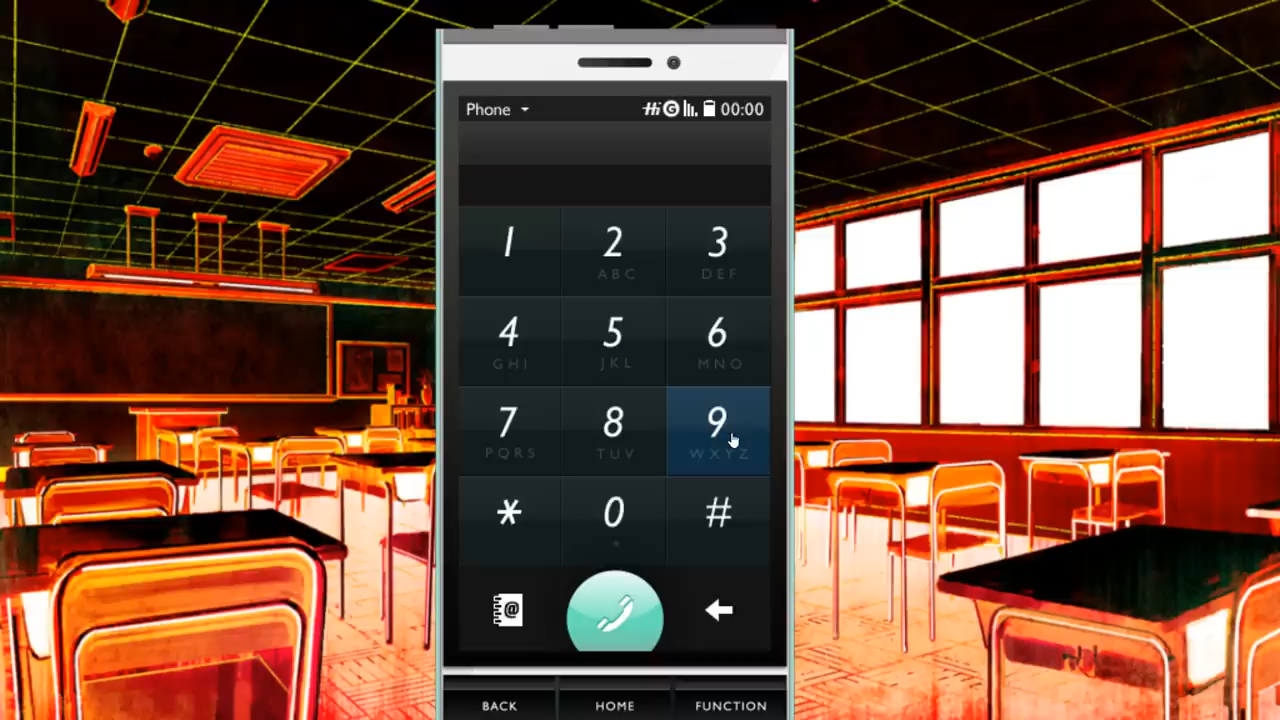 Phone 00:00
1 2 3
ABC DEF
4 5 6
GHI JKL MNO
7 8 9
PQRS TUV WXYZ
* 0 #
@
BACK HOME FUNCTION